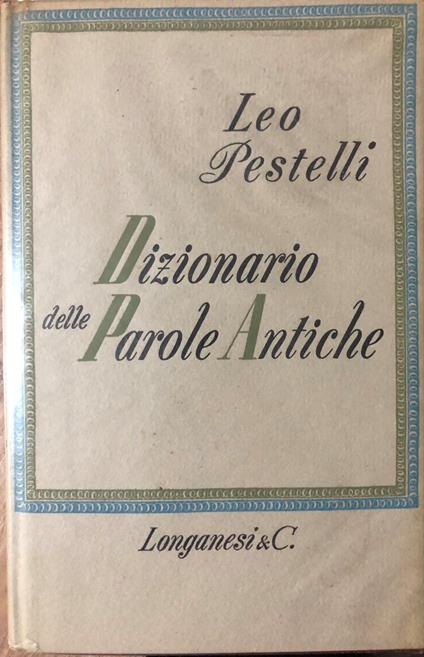 Leo
Pestelli
Dizionario
delle Parole Antiche
Longanesi & C.